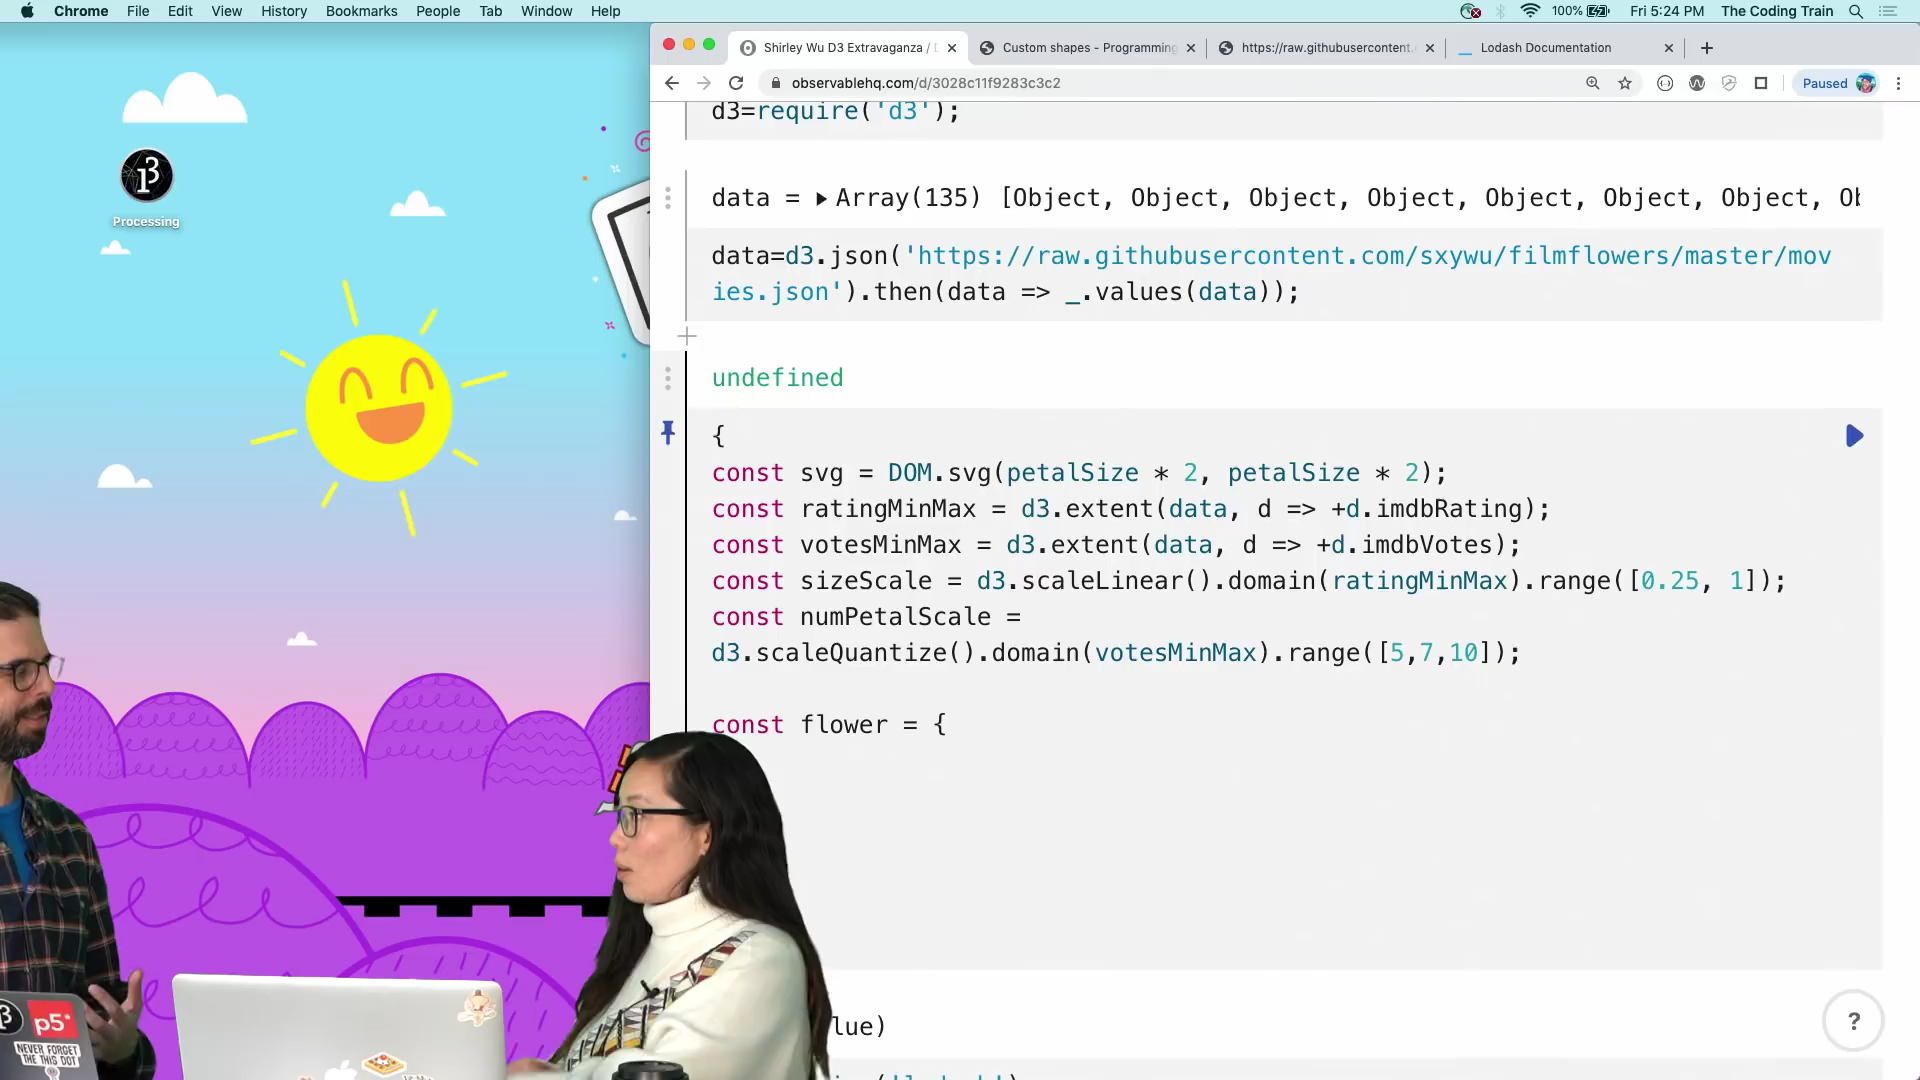 Chrome File Edit View History Bookmarks People Tab Window Help
100% Fri 5:24 PM The Coding Train
Shirley Wu D3 Extravaganza /
Custom shapes - Programming
https://raw.githubusercontent.
Lodash Documentation
observablehq.com/d/3028c11f9283c3c2
Paused
Processing
d3=require('d3');
data = ▸Array(135) [Object, Object, Object, Object, Object, Object, Object, Ob
data=d3.json('https://raw.githubusercontent.com/sxywu/filmflowers/master/mov
ies.json').then(data => _.values(data));
undefined
{
const svg = DOM.svg(petalSize * 2, petalSize * 2);
const ratingMinMax = d3.extent(data, d => +d.imdbRating);
const votesMinMax = d3.extent(data, d => +d.imdbVotes);
const sizeScale = d3.scaleLinear().domain(ratingMinMax).range([0.25, 1]);
const numPetalScale =
d3.scaleQuantize().domain(votesMinMax).range([5,7,10]);
const flower = {
lue)
?
p5*
NEVER FORGET
THE THIS DOT